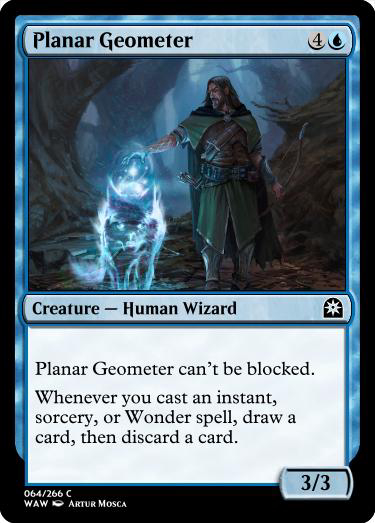 Planar Geometer 4
Creature — Human Wizard
Planar Geometer can't be blocked.
Whenever you cast an instant,
sorcery, or Wonder spell, draw a
card, then discard a card.
3/3
064/266 C
WAW Artur Mosca